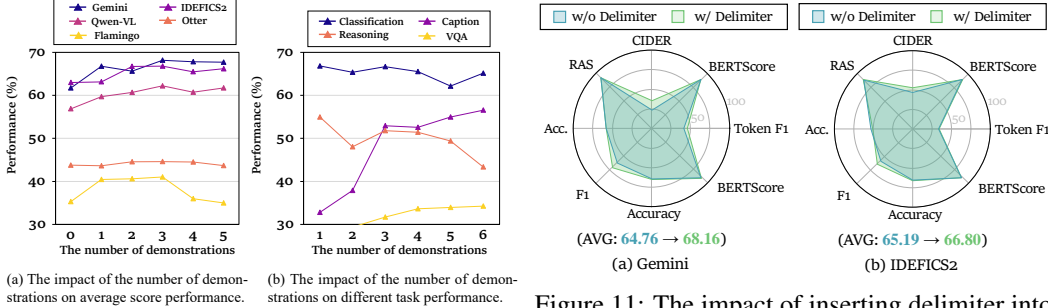 Gemini
IDEFICS2
Qwen-VL
Otter
Flamingo
70
60
50
40
30
Performance (%)
0 1 2 3 4 5
The number of demonstrations
(a) The impact of the number of demon-
strations on average score performance.
Classification
Caption
Reasoning
VQA
70
60
50
40
30
Performance (%)
1 2 3 4 5 6
The number of demonstrations
(b) The impact of the number of demon-
strations on different task performance.
w/o Delimiter w/ Delimiter
CIDER
RAS
BERTScore
100
50
Acc.
Token F1
F1
BERTScore
Accuracy
(AVG: 64.76 → 68.16)
(a) Gemini
w/o Delimiter w/ Delimiter
CIDER
RAS
BERTScore
100
50
Acc.
Token F1
F1
BERTScore
Accuracy
(AVG: 65.19 → 66.80)
(b) IDEFICS2
Figure 11: The impact of inserting delimiter into